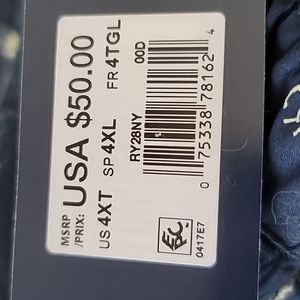 MSRP
/PRIX: USA $50.00
US 4XT SP 4XL FR 4TGL
RY28NY 00D
0 75338 78162 4
0417E7